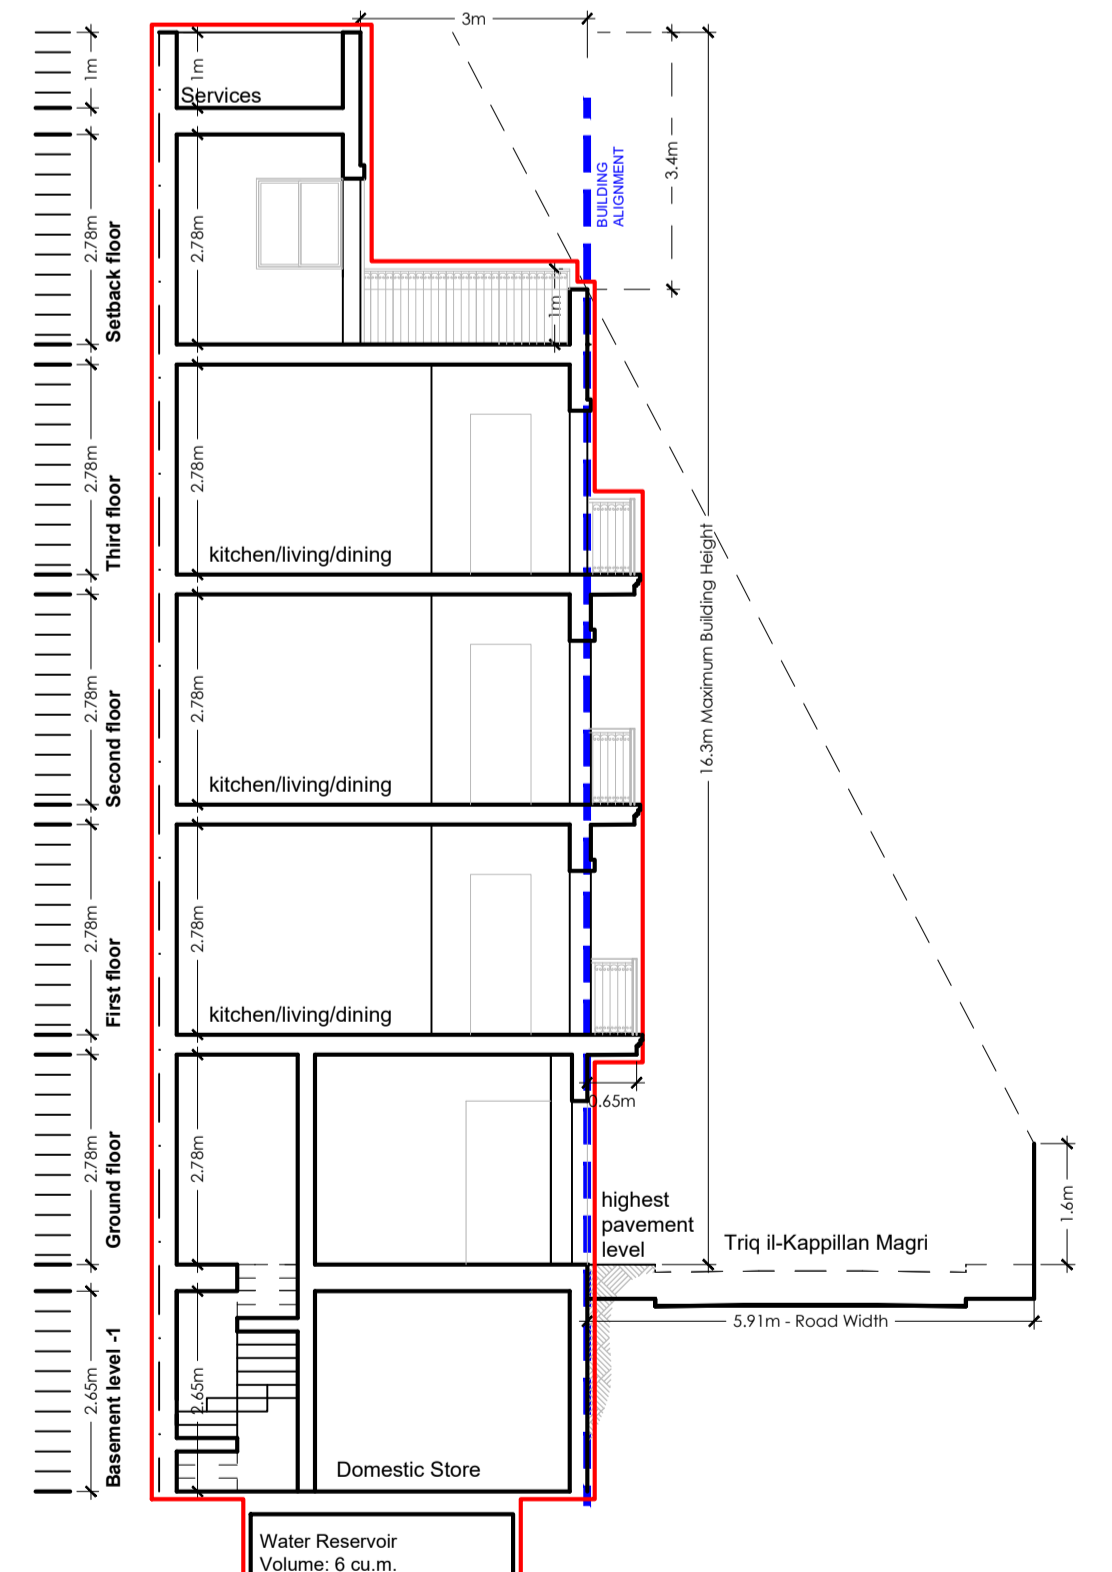 3m
1m
1m
Services
BUILDING
ALIGNMENT
3.4m
Setback floor
2.78m
2.78m
1m
Third floor
2.78m
2.78m
kitchen/living/dining
16.3m Maximum Building Height
Second floor
2.78m
2.78m
kitchen/living/dining
First floor
2.78m
2.78m
kitchen/living/dining
0.65m
Ground floor
2.78m
2.78m
highest
pavement
level
Triq il-Kappillan Magri
1.6m
5.91m - Road Width
Basement level -1
2.65m
2.65m
Domestic Store
Water Reservoir
Volume: 6 cu.m.